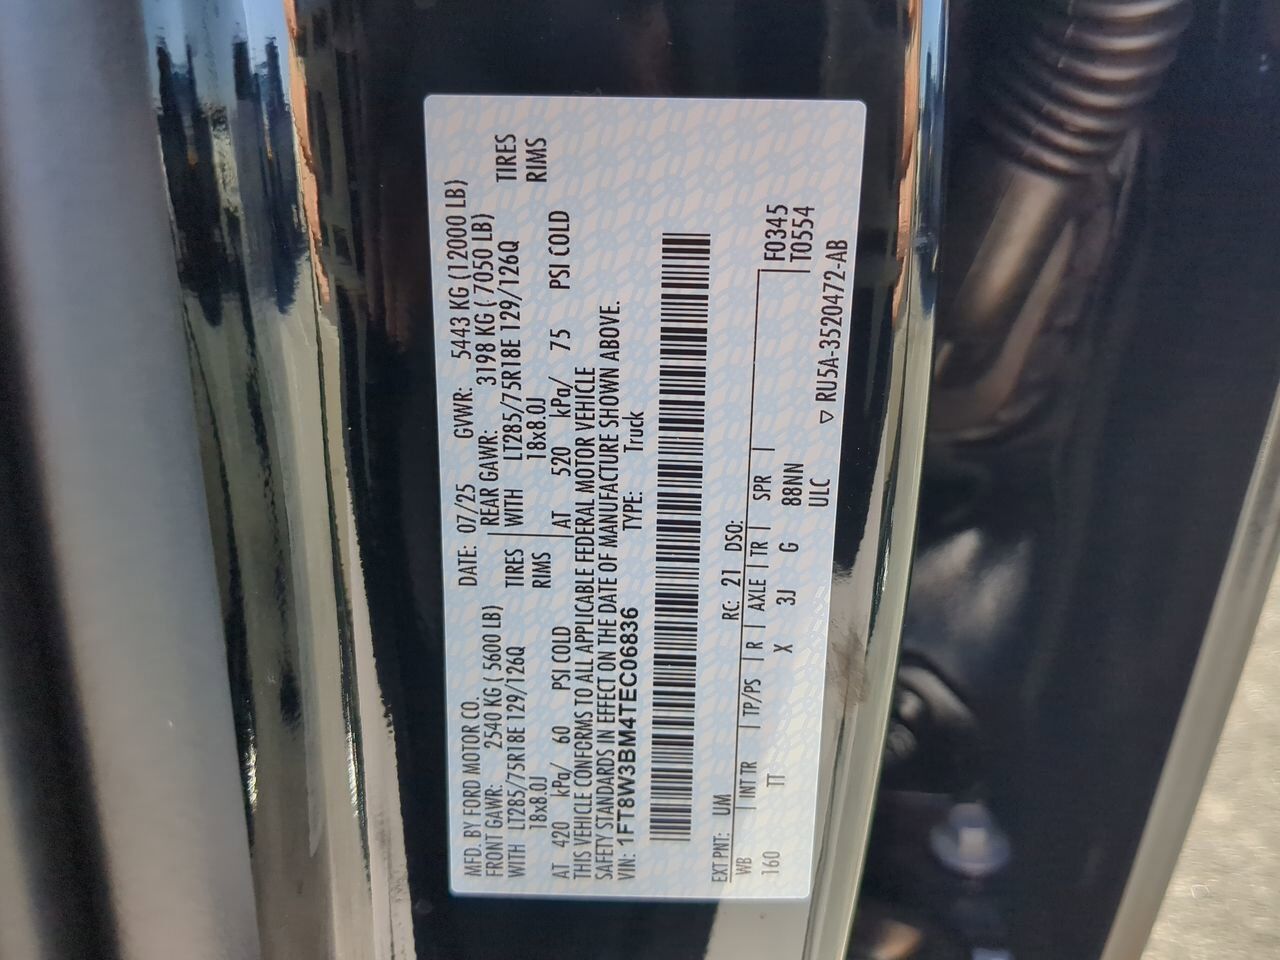 MFD. BY FORD MOTOR CO. DATE: 07/25 GVWR: 5443 KG (12000 LB)
FRONT GAWR: 2540 KG ( 5600 LB) REAR GAWR: 3198 KG ( 7050 LB)
WITH LT285/75R18E 129/126Q TIRES WITH LT285/75R18E 129/126Q TIRES
18x8.0J RIMS 18x8.0J RIMS
AT 420 kPa/ 60 PSI COLD AT 520 kPa/ 75 PSI COLD
THIS VEHICLE CONFORMS TO ALL APPLICABLE FEDERAL MOTOR VEHICLE
SAFETY STANDARDS IN EFFECT ON THE DATE OF MANUFACTURE SHOWN ABOVE.
VIN: 1FT8W3BM4TEC06836 TYPE: Truck
EXT PNT: UM RC: 21 DSO:
WB INT TR TP/PS R AXLE TR SPR F0345
160 TT X 3J G 88NN T0554
ULC RU5A-3520472-AB